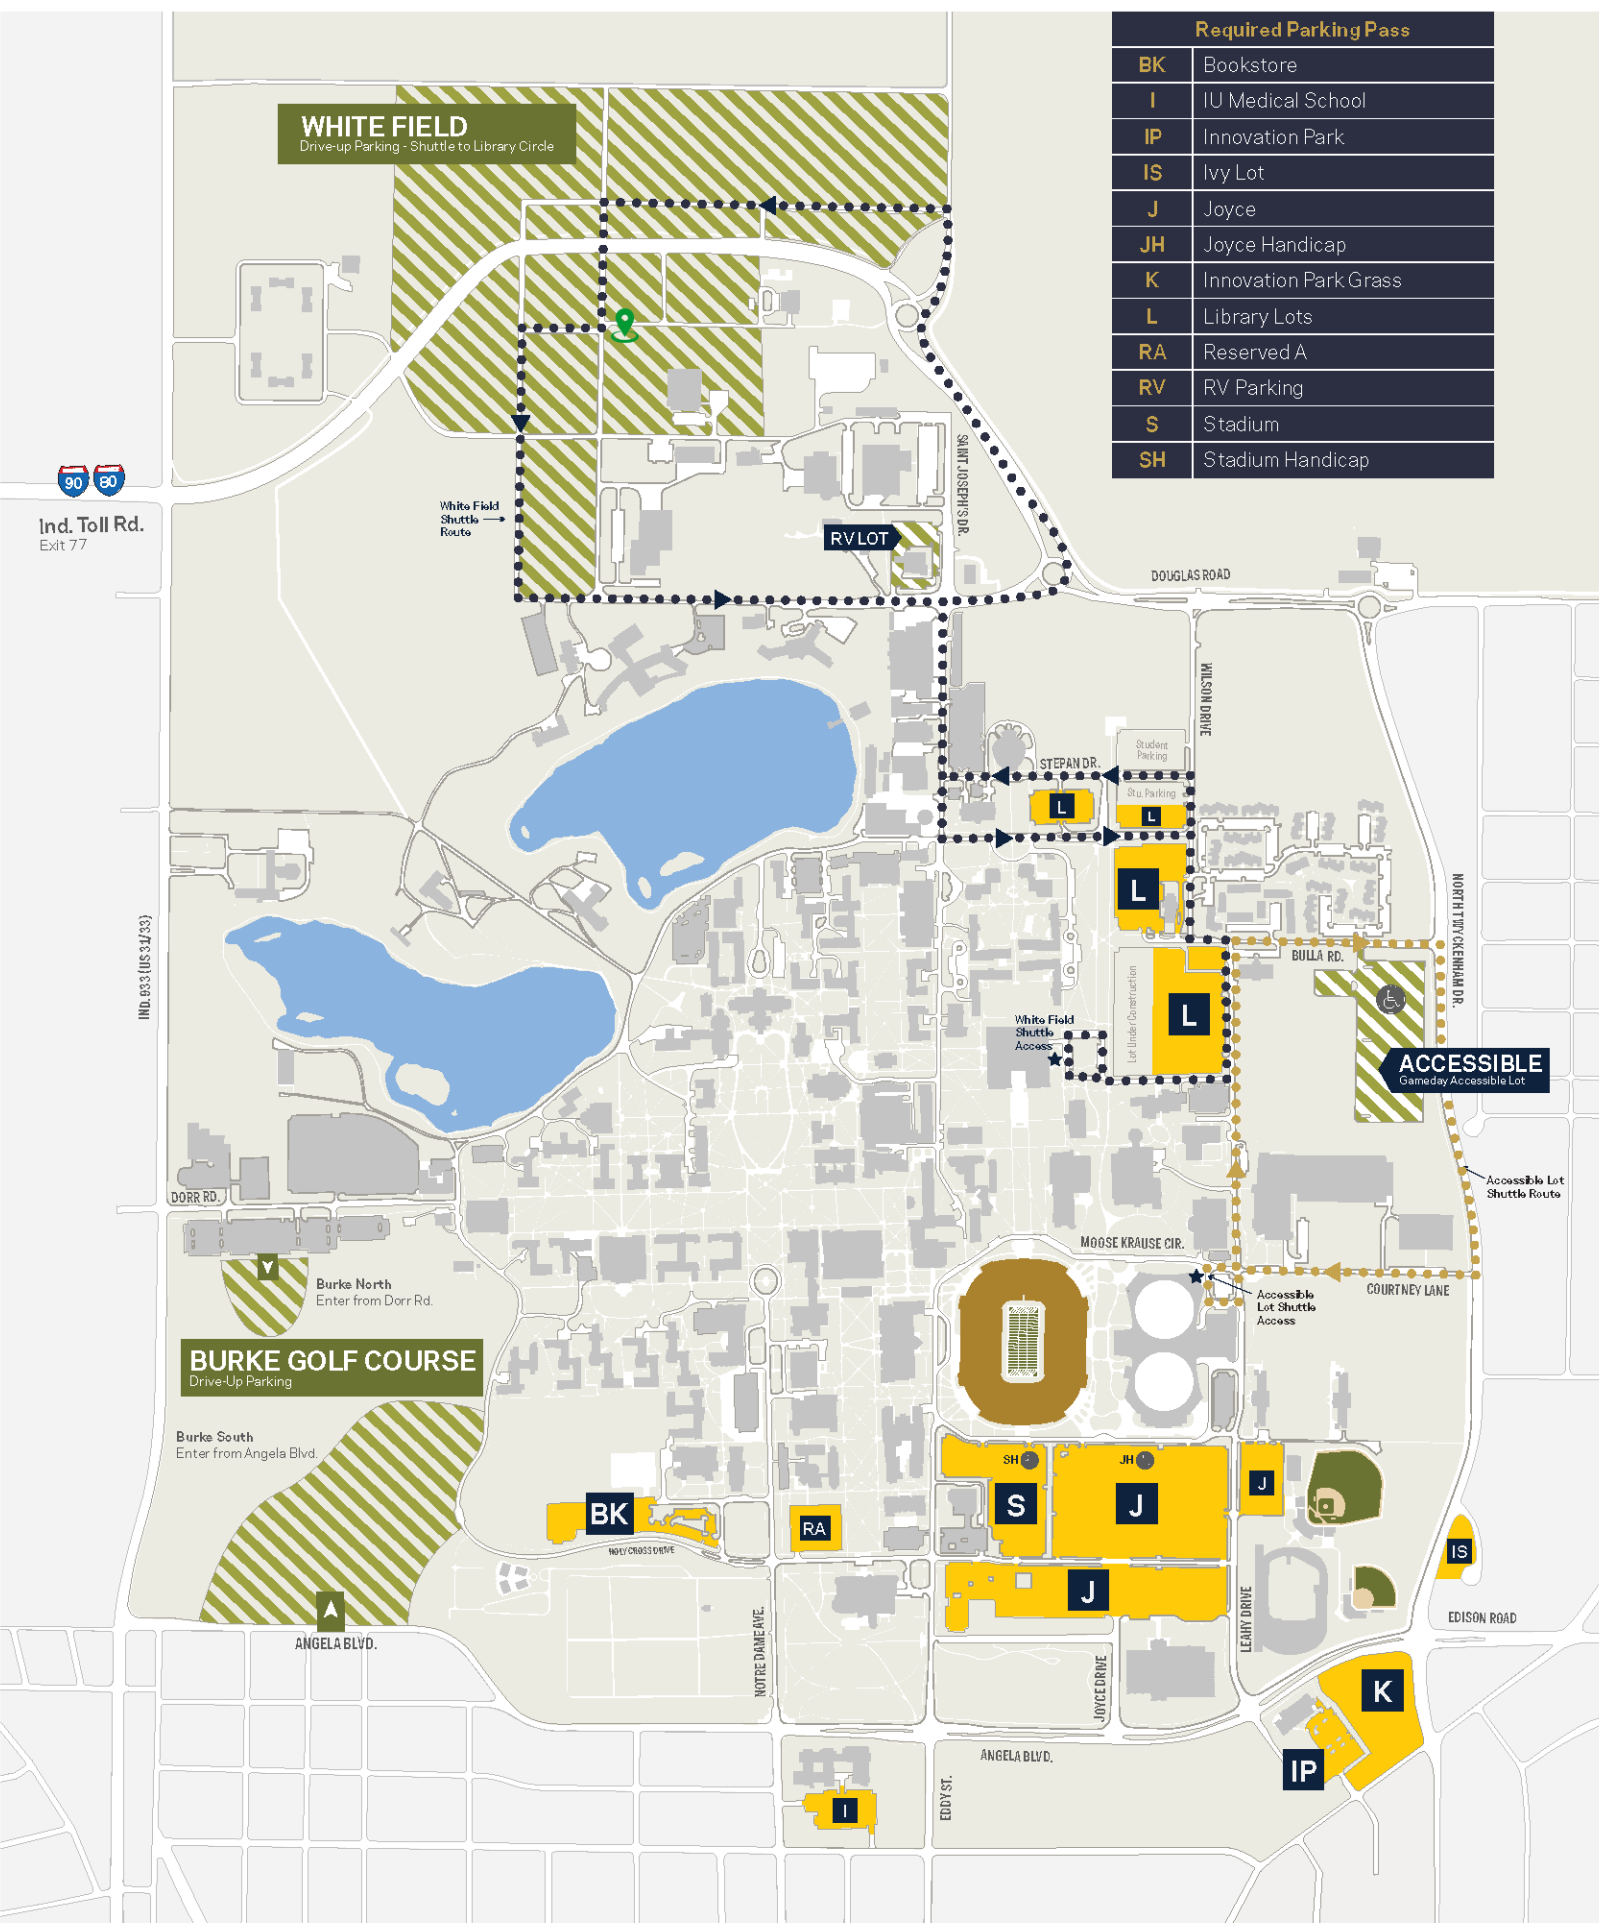 Required Parking Pass
BK Bookstore
I IU Medical School
IP Innovation Park
IS Ivy Lot
J Joyce
JH Joyce Handicap
K Innovation Park Grass
L Library Lots
RA Reserved A
RV RV Parking
S Stadium
SH Stadium Handicap
WHITE FIELD
Drive-up Parking - Shuttle to Library Circle
90 80
Ind. Toll Rd.
Exit 77
White Field
Shuttle
Route
SAINT JOSEPH'S DR.
RV LOT
DOUGLAS ROAD
WILSON DRIVE
Student
Parking
STEPAN DR.
Stu. Parking
L
L
L
NORTH TWYCKENHAM DR.
IND. 933 (US 31/33)
BULLA RD.
Lot Under Construction
L
White Field
Shuttle
Access
ACCESSIBLE
Gameday Accessible Lot
Accessible Lot
Shuttle Route
DORR RD.
MOOSE KRAUSE CIR.
COURTNEY LANE
Accessible
Lot Shuttle
Access
Burke North
Enter from Dorr Rd.
BURKE GOLF COURSE
Drive-Up Parking
Burke South
Enter from Angela Blvd.
SH
JH
S
J
J
BK
RA
HOLY CROSS DRIVE
IS
J
LEAHY DRIVE
EDISON ROAD
ANGELA BLVD.
NOTRE DAME AVE.
JOYCE DRIVE
K
IP
ANGELA BLVD.
EDDY ST.
I